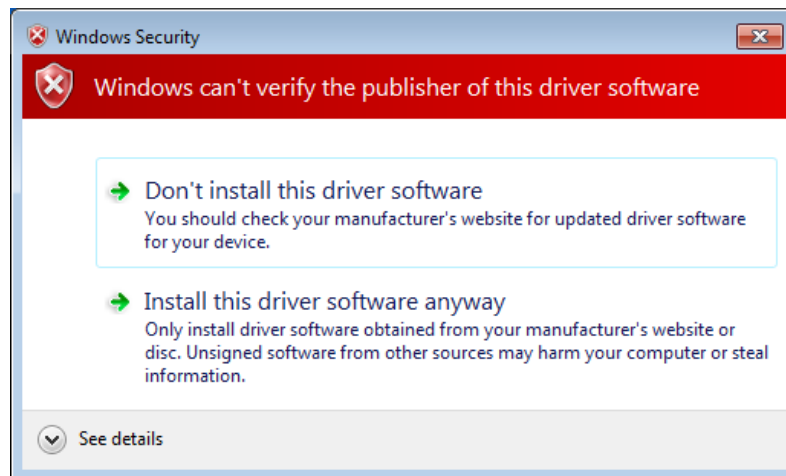 Windows Security
Windows can't verify the publisher of this driver software
Don't install this driver software
You should check your manufacturer's website for updated driver software
for your device.
Install this driver software anyway
Only install driver software obtained from your manufacturer's website or
disc. Unsigned software from other sources may harm your computer or steal
information.
See details